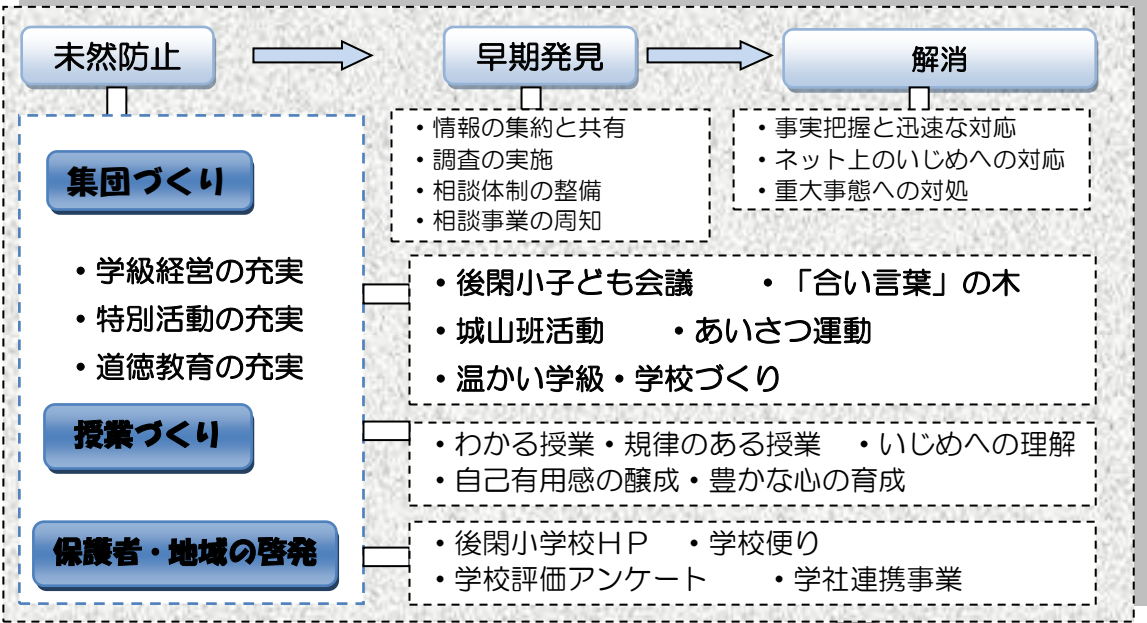 未然防止
早期発見
解消
・情報の集約と共有
・調査の実施
・相談体制の整備
・相談事業の周知
・事実把握と迅速な対応
・ネット上のいじめへの対応
・重大事態への対処
集団づくり
・学級経営の充実
・特別活動の充実
・道徳教育の充実
・後閑小子ども会議　・「合い言葉」の木
・城山班活動　・あいさつ運動
・温かい学級・学校づくり
授業づくり
・わかる授業・規律のある授業　・いじめへの理解
・自己有用感の醸成・豊かな心の育成
保護者・地域の啓発
・後閑小学校ＨＰ　・学校便り
・学校評価アンケート　・学社連携事業